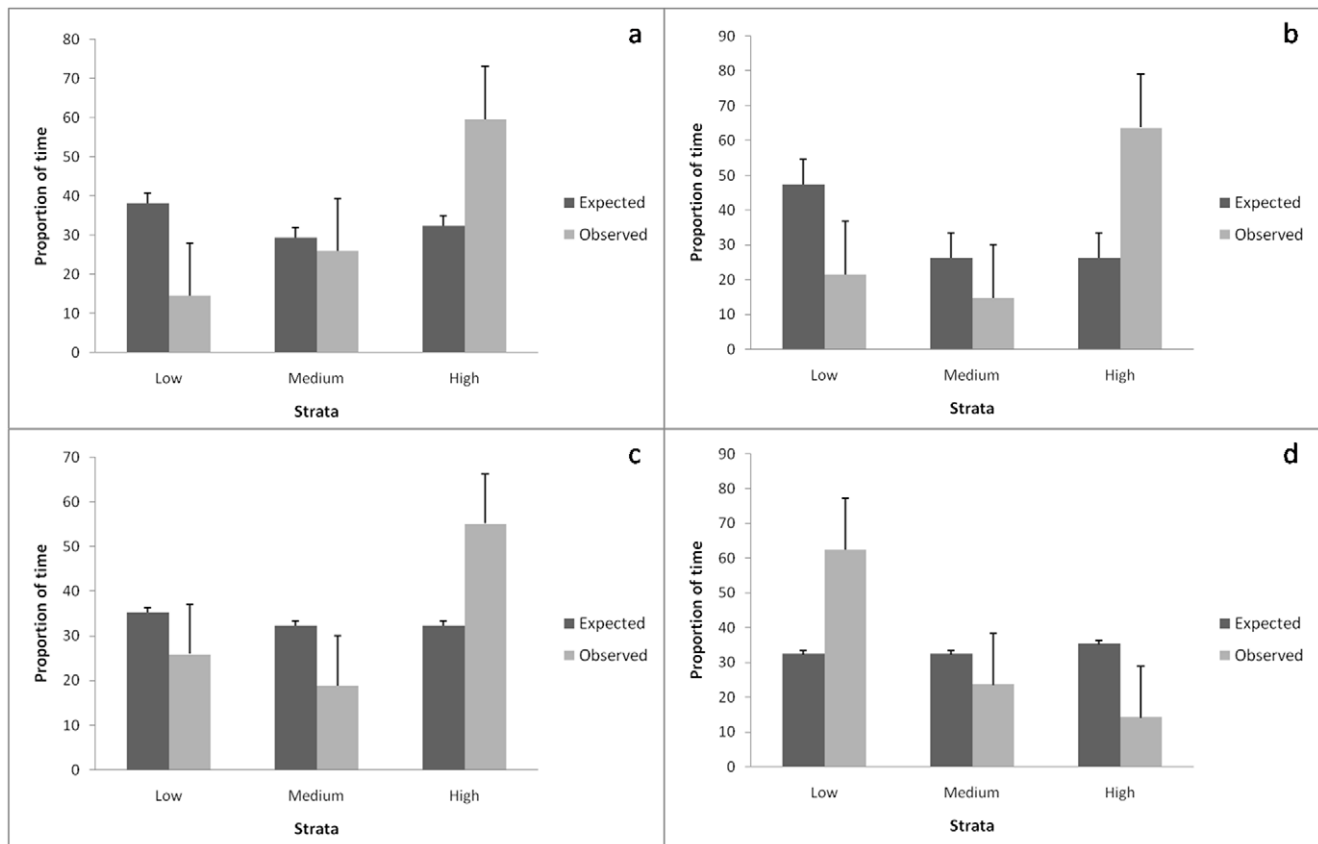 a
80
70
60
50
40
30
20
10
0
Proportion of time
Low Medium High
Strata
Expected
Observed
b
90
80
70
60
50
40
30
20
10
0
Proportion of time
Low Medium High
Strata
Expected
Observed
c
70
60
50
40
30
20
10
0
Proportion of time
Low Medium High
Strata
Expected
Observed
d
90
80
70
60
50
40
30
20
10
0
Proportion of time
Low Medium High
Strata
Expected
Observed